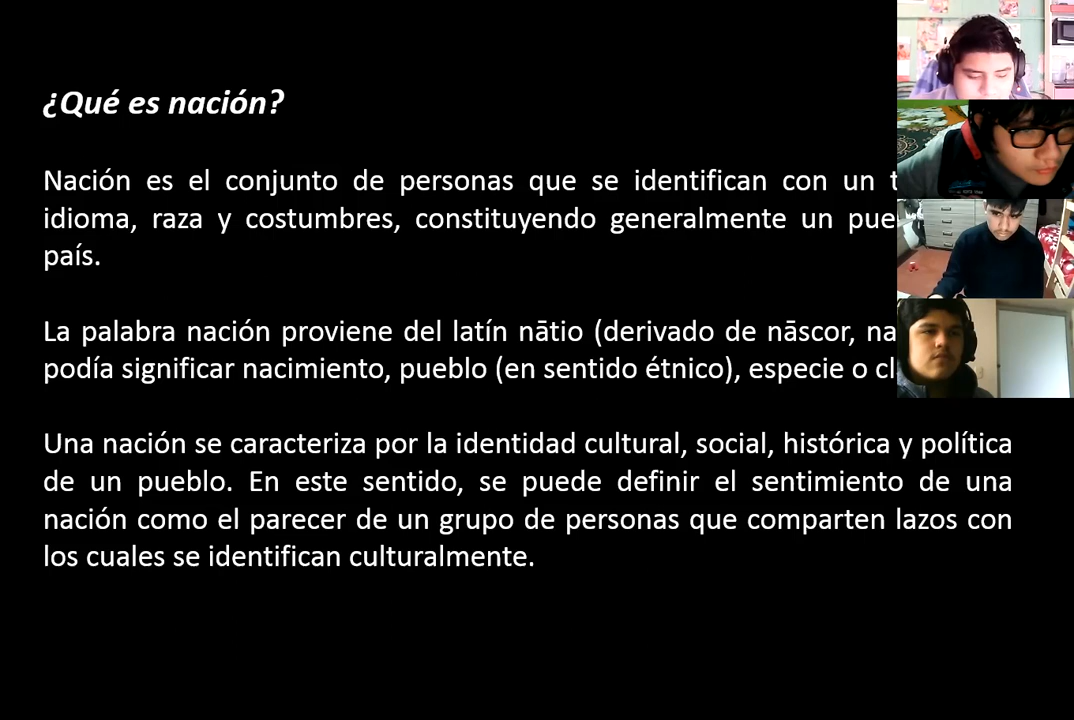 ¿Qué es nación?
Nación es el conjunto de personas que se identifican con un
idioma, raza y costumbres, constituyendo generalmente un
país.
La palabra nación proviene del latín nātio (derivado de nāscor,
podía significar nacimiento, pueblo (en sentido étnico), especie o
Una nación se caracteriza por la identidad cultural, social, histórica y política
de un pueblo. En este sentido, se puede definir el sentimiento de una
nación como el parecer de un grupo de personas que comparten lazos con
los cuales se identifican culturalmente.